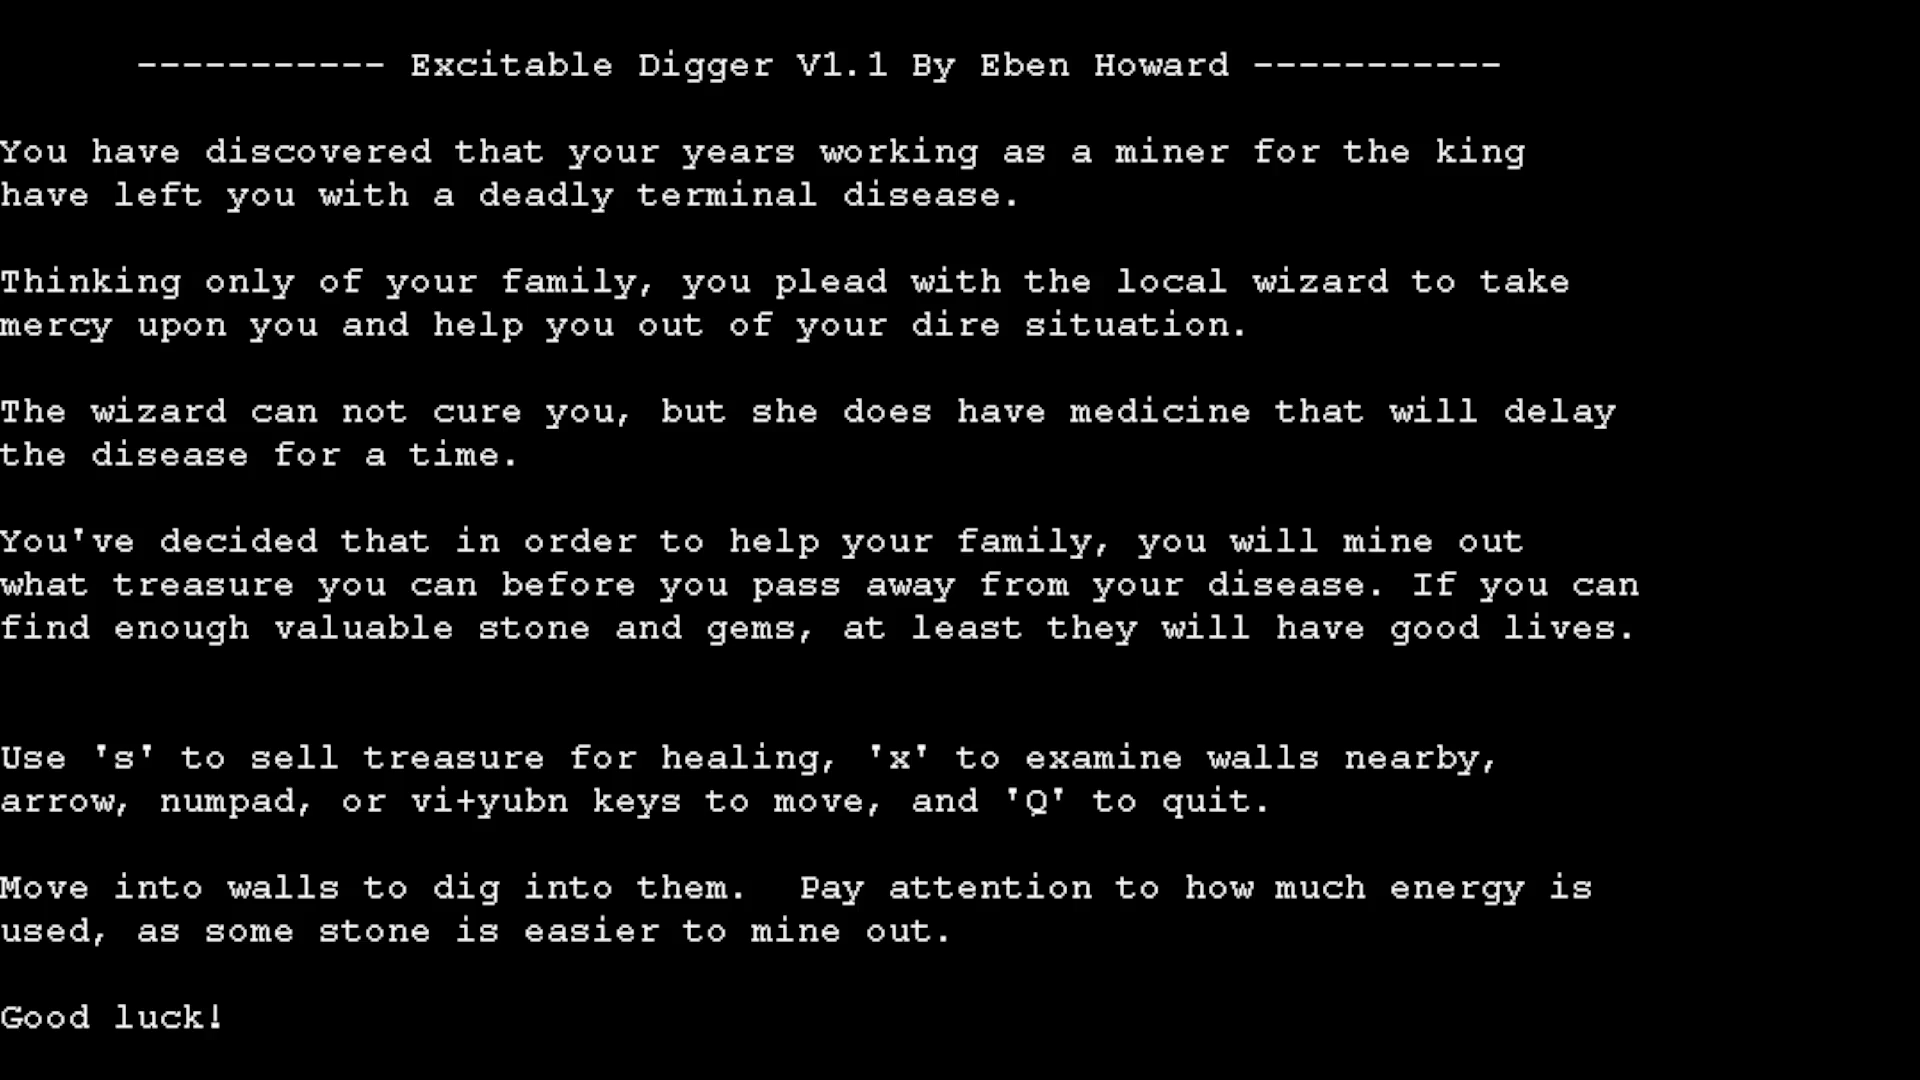 ----------- Excitable Digger V1.1 By Eben Howard -----------
You have discovered that your years working as a miner for the king
have left you with a deadly terminal disease.
Thinking only of your family, you plead with the local wizard to take
mercy upon you and help you out of your dire situation.
The wizard can not cure you, but she does have medicine that will delay
the disease for a time.
You've decided that in order to help your family, you will mine out
what treasure you can before you pass away from your disease. If you can
find enough valuable stone and gems, at least they will have good lives.
Use 's' to sell treasure for healing, 'x' to examine walls nearby,
arrow, numpad, or vi+yubn keys to move, and 'Q' to quit.
Move into walls to dig into them.  Pay attention to how much energy is
used, as some stone is easier to mine out.
Good luck!